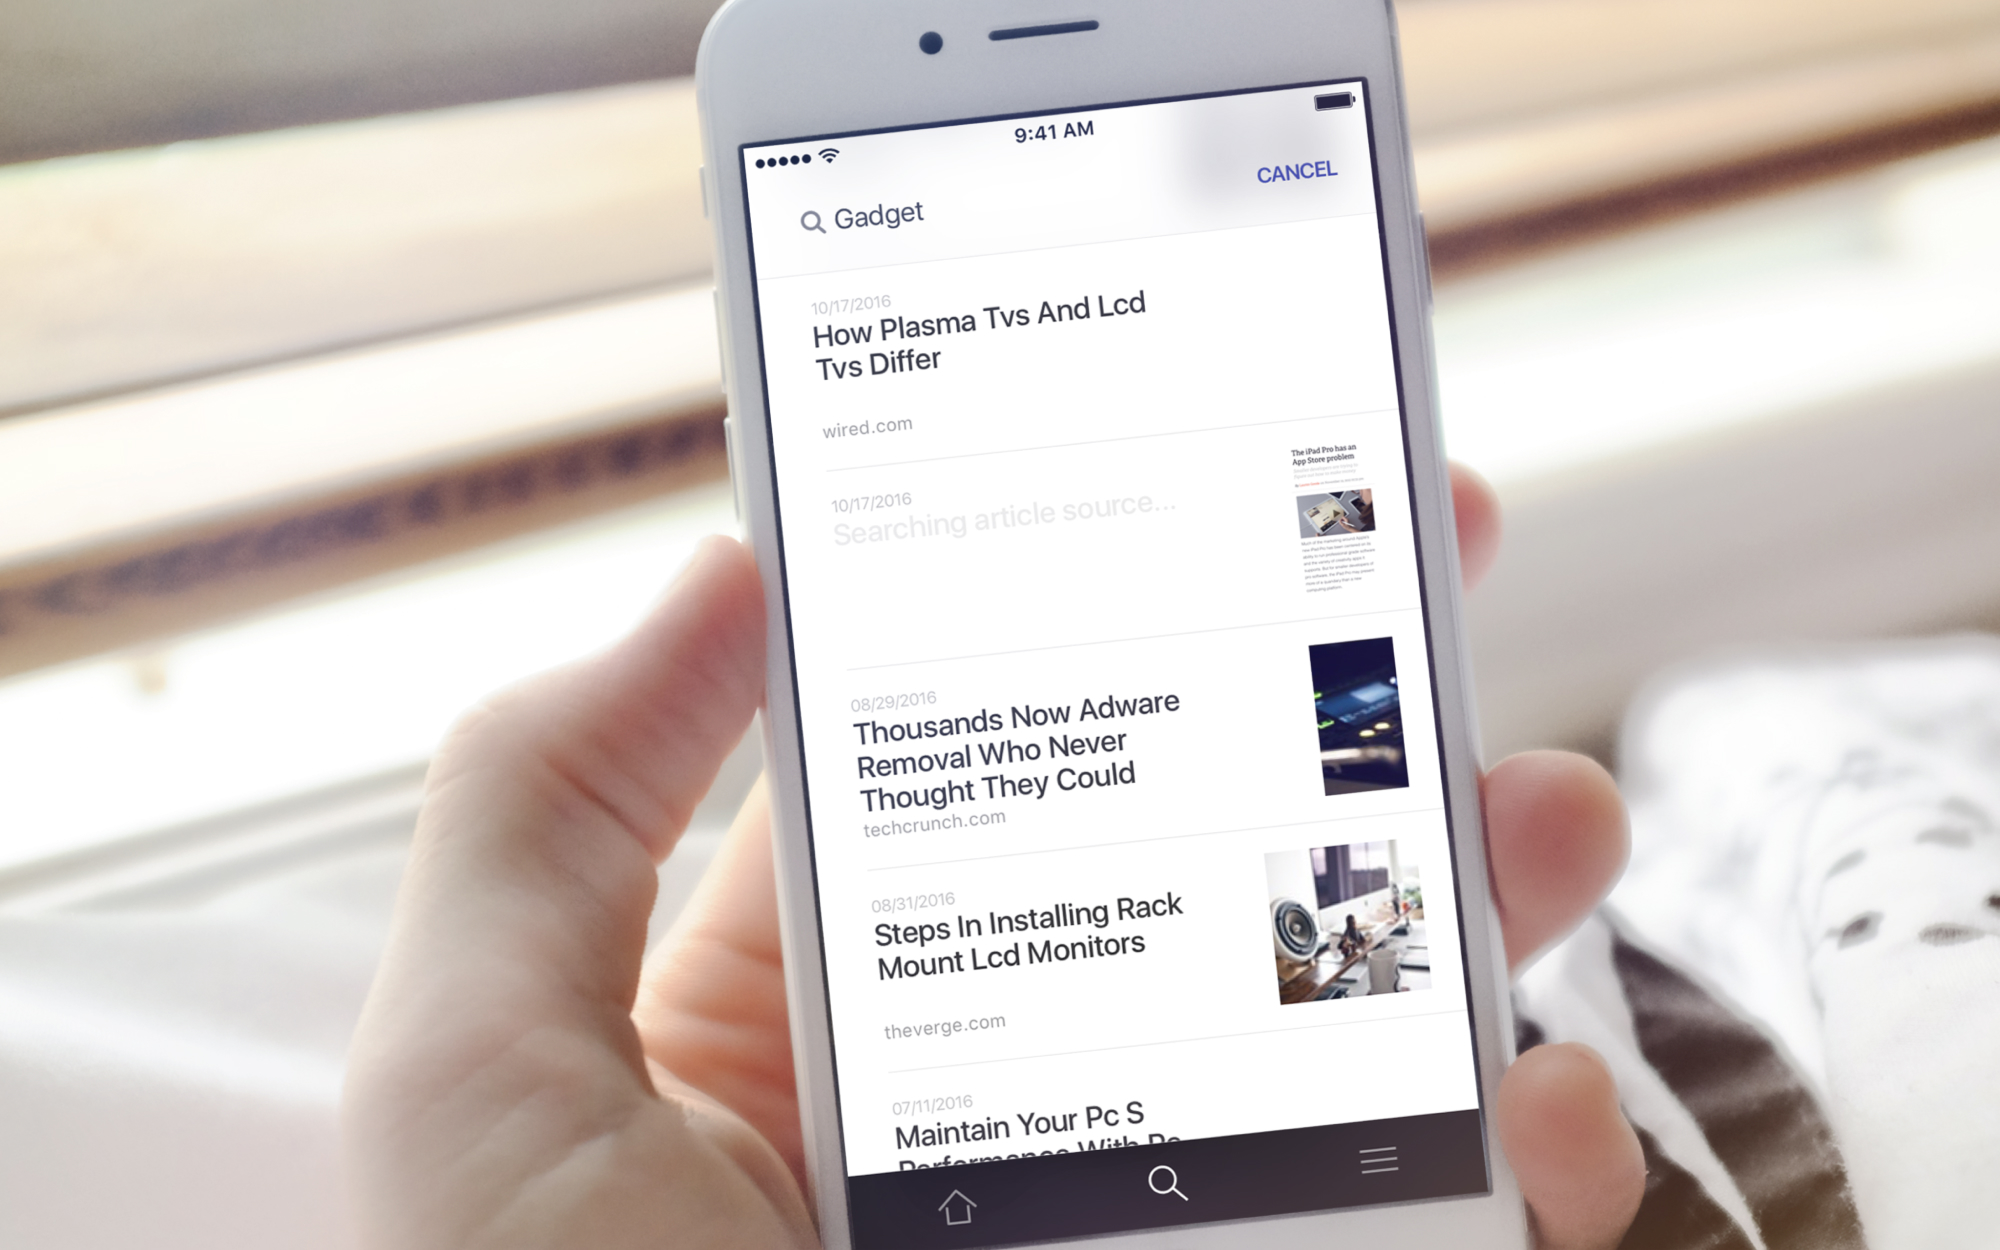 9:41 AM
CANCEL
Gadget
10/17/2016
How Plasma Tvs And Lcd
Tvs Differ
wired.com
10/17/2016
Searching article source...
The iPad Pro has an
App Store problem
08/29/2016
Thousands Now Adware
Removal Who Never
Thought They Could
techcrunch.com
08/31/2016
Steps In Installing Rack
Mount Lcd Monitors
theverge.com
07/11/2016
Maintain Your Pc S
Performance With Pc